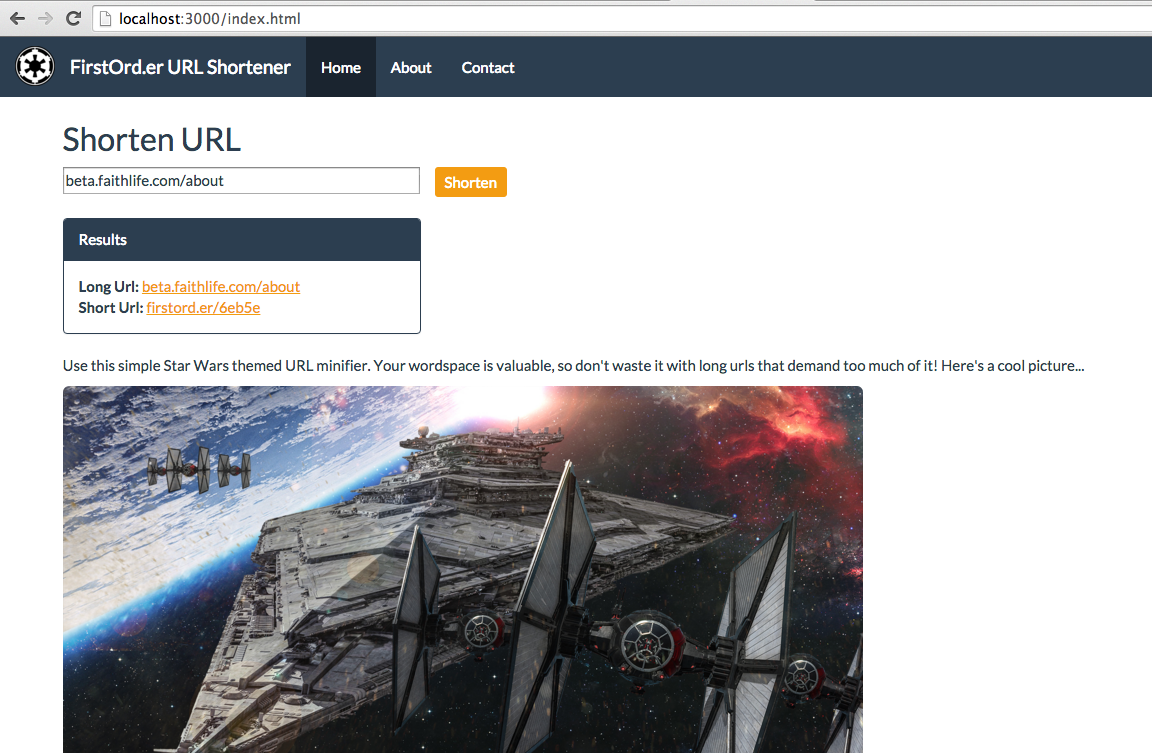 localhost:3000/index.html
FirstOrd.er URL Shortener Home About Contact
Shorten URL
beta.faithlife.com/about Shorten
Results
Long Url: beta.faithlife.com/about
Short Url: firstord.er/6eb5e
Use this simple Star Wars themed URL minifier. Your wordspace is valuable, so don't waste it with long urls that demand too much of it! Here's a cool picture...